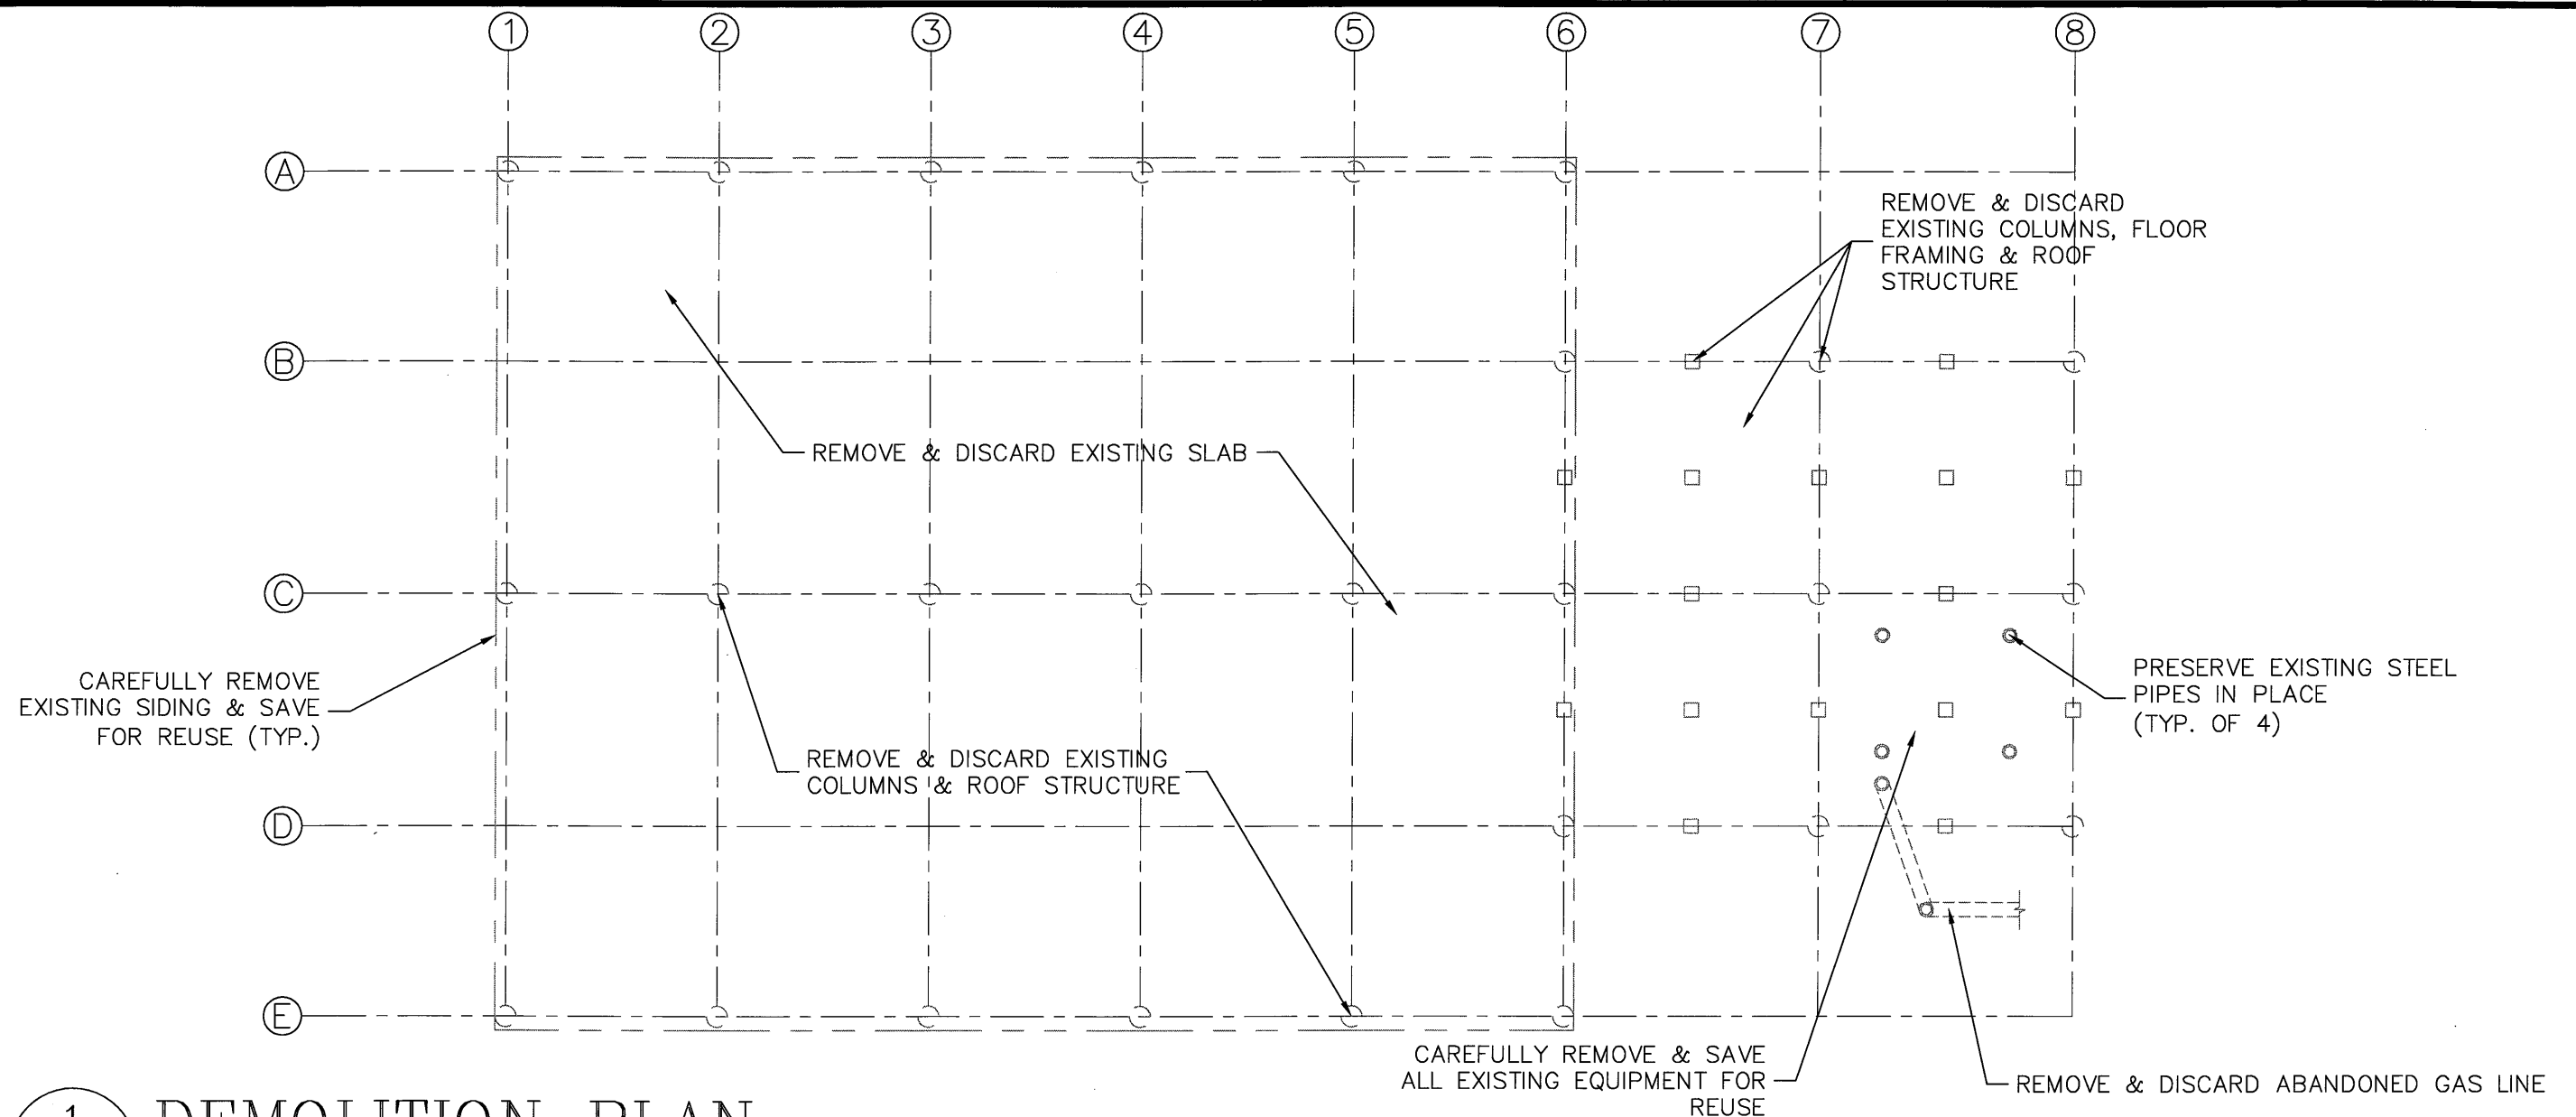 1 2 3 4 5 6 7 8
A
REMOVE & DISCARD
EXISTING COLUMNS, FLOOR
FRAMING & ROOF
STRUCTURE
B
REMOVE & DISCARD EXISTING SLAB
C
CAREFULLY REMOVE
EXISTING SIDING & SAVE
FOR REUSE (TYP.)
PRESERVE EXISTING STEEL
PIPES IN PLACE
(TYP. OF 4)
REMOVE & DISCARD EXISTING
COLUMNS & ROOF STRUCTURE
D
E
CAREFULLY REMOVE & SAVE
ALL EXISTING EQUIPMENT FOR
REUSE
REMOVE & DISCARD ABANDONED GAS LINE
1
DEMOLITION PLAN